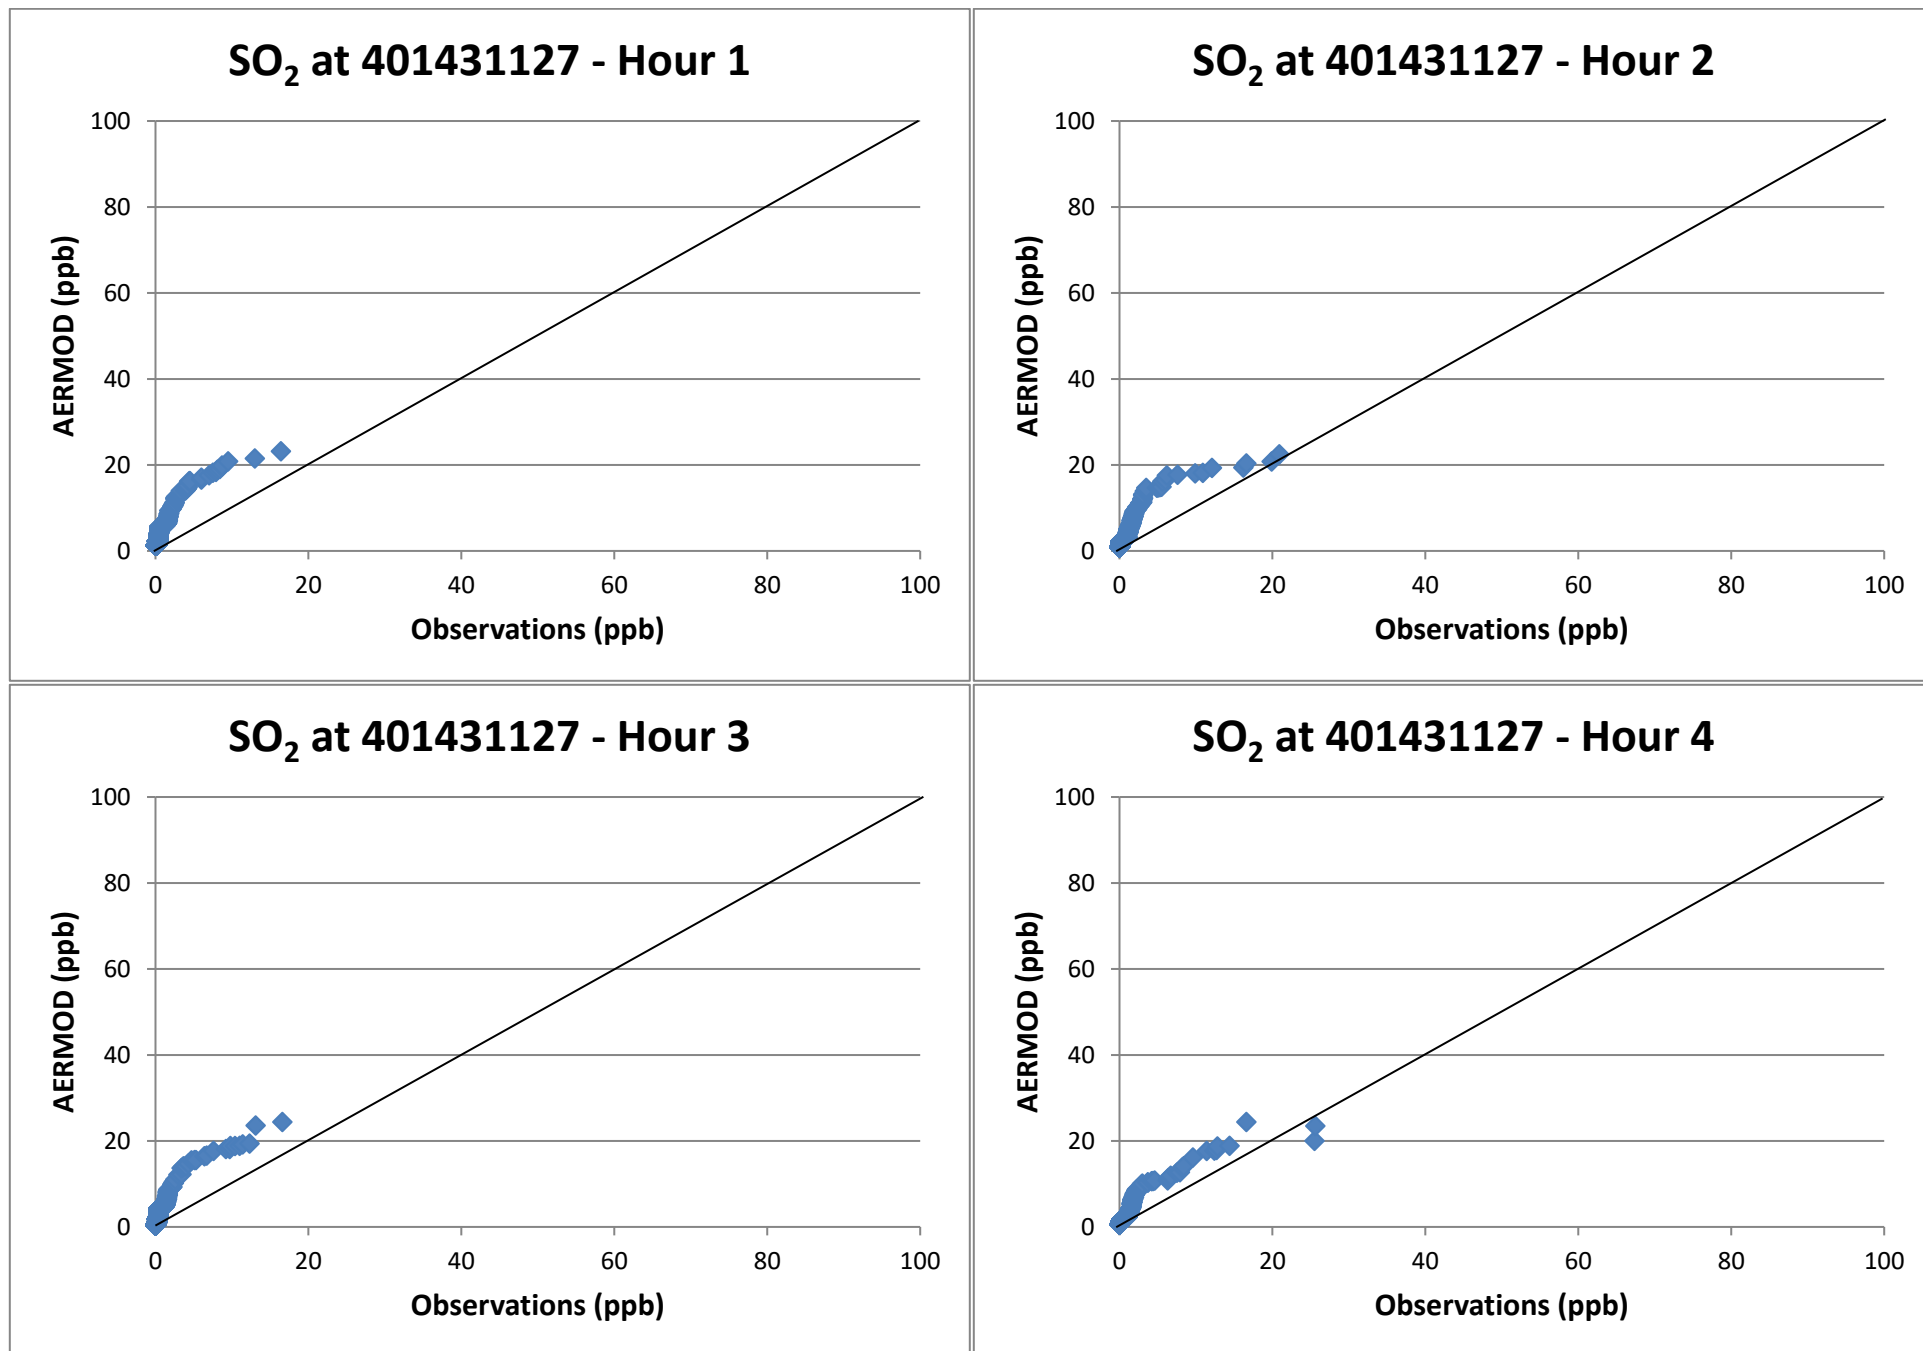 SO₂ at 401431127 - Hour 1
100
80
60
40
20
0
AERMOD (ppb)
0 20 40 60 80 100
Observations (ppb)
SO₂ at 401431127 - Hour 2
100
80
60
40
20
0
AERMOD (ppb)
0 20 40 60 80 100
Observations (ppb)
SO₂ at 401431127 - Hour 3
100
80
60
40
20
0
AERMOD (ppb)
0 20 40 60 80 100
Observations (ppb)
SO₂ at 401431127 - Hour 4
100
80
60
40
20
0
AERMOD (ppb)
0 20 40 60 80 100
Observations (ppb)